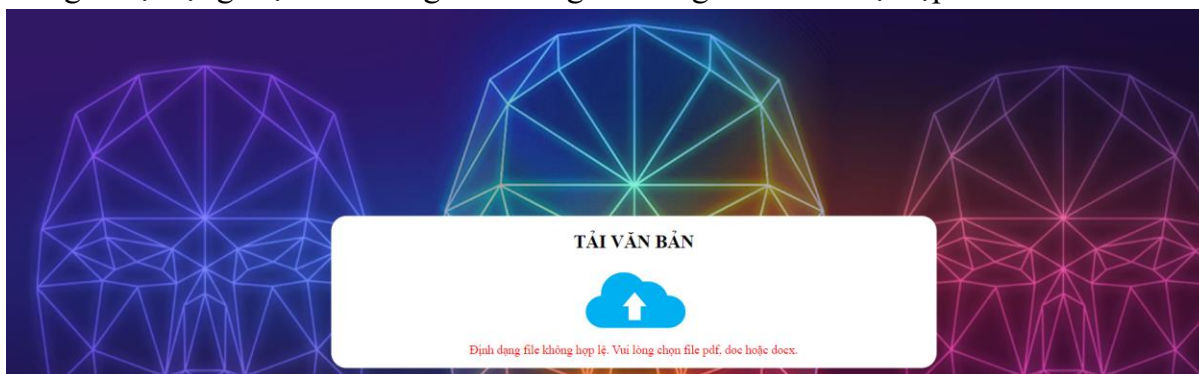 TẢI VĂN BẢN
Định dạng file không hợp lệ. Vui lòng chọn file pdf, doc hoặc docx.